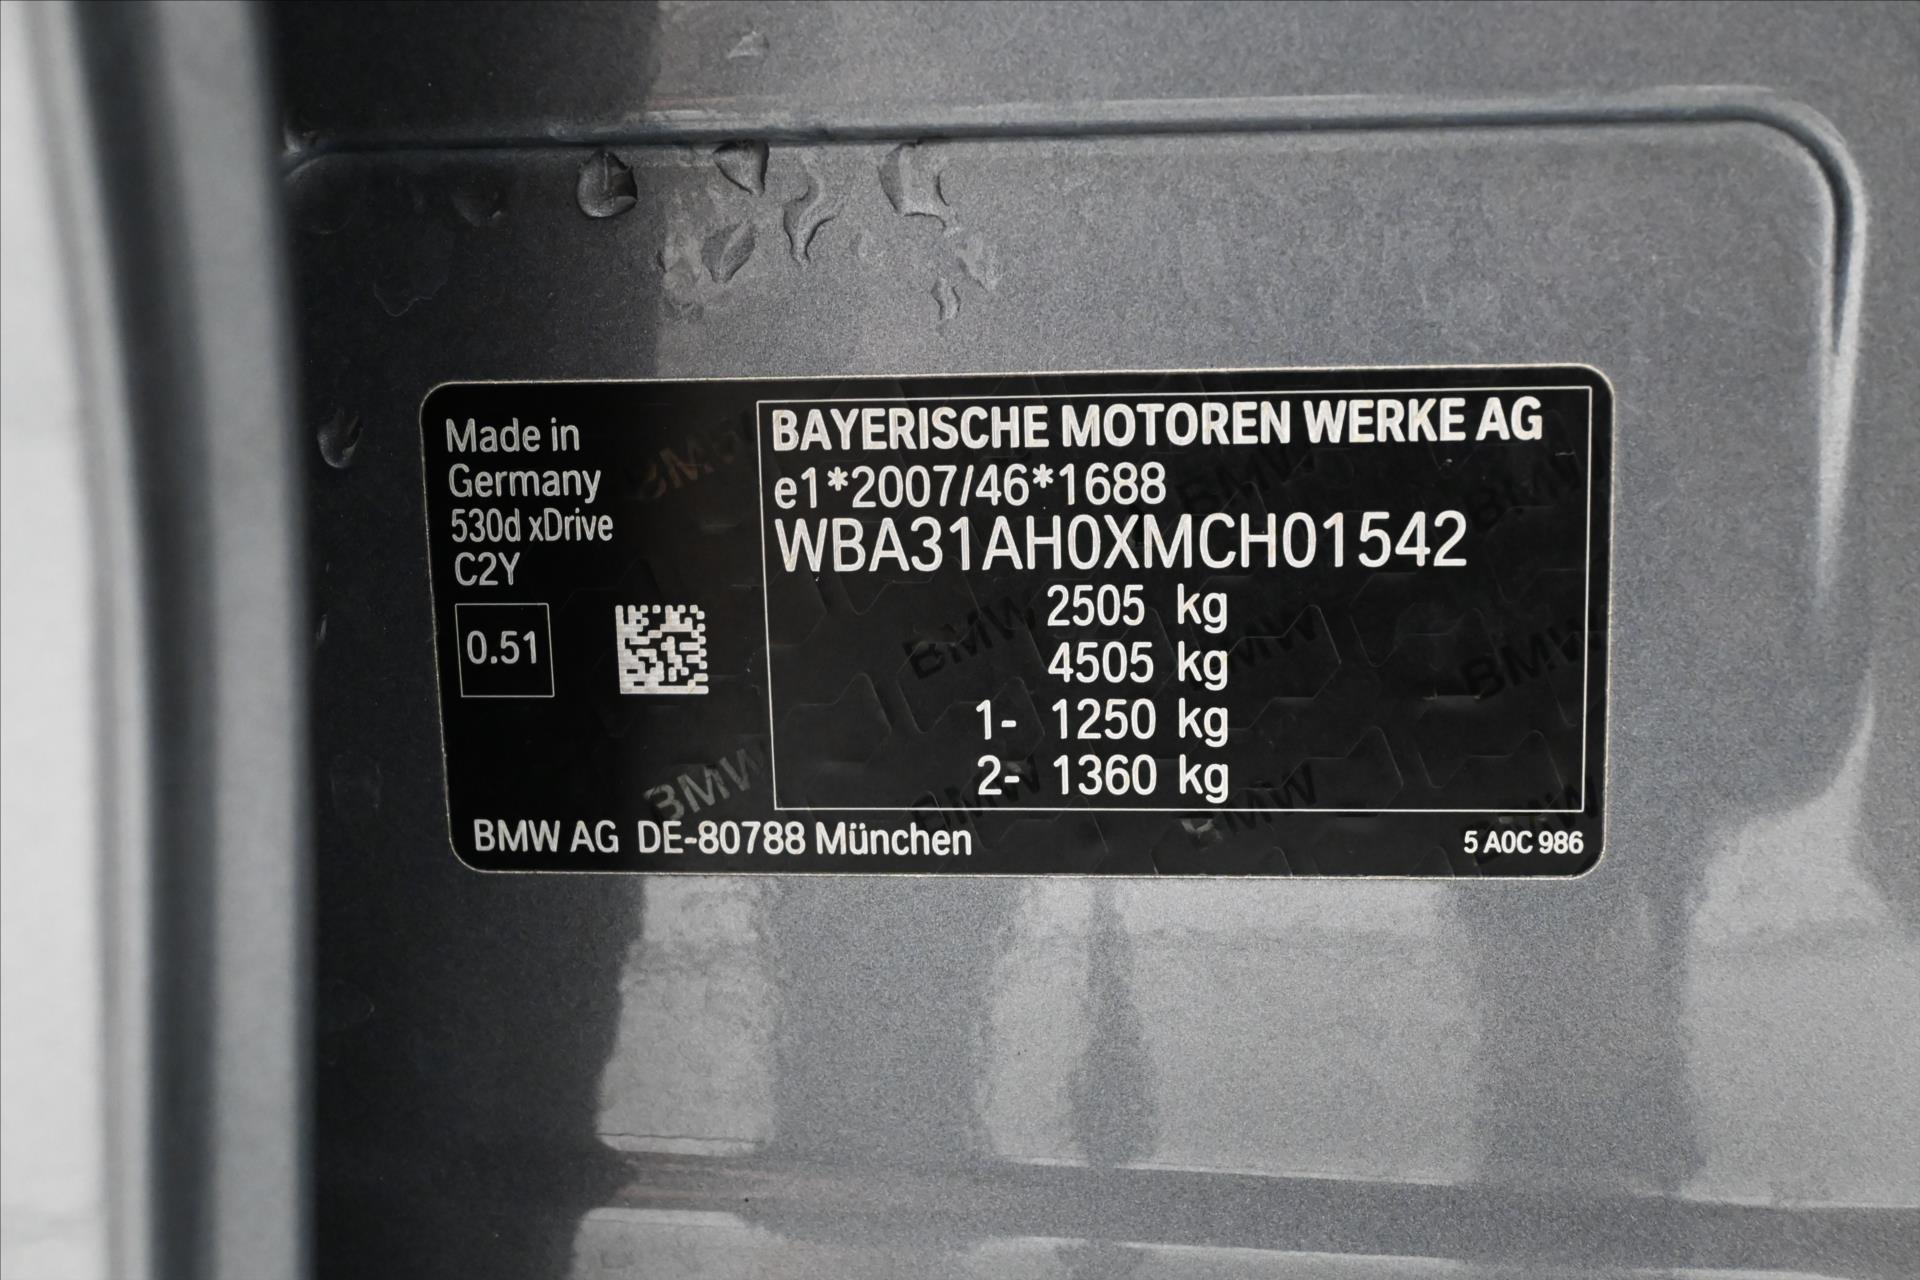 Made in
Germany
530d xDrive
C2Y
0.51
BAYERISCHE MOTOREN WERKE AG
e1*2007/46*1688
WBA31AH0XMCH01542
2505 kg
4505 kg
1- 1250 kg
2- 1360 kg
BMW AG DE-80788 München
5 A0C 986